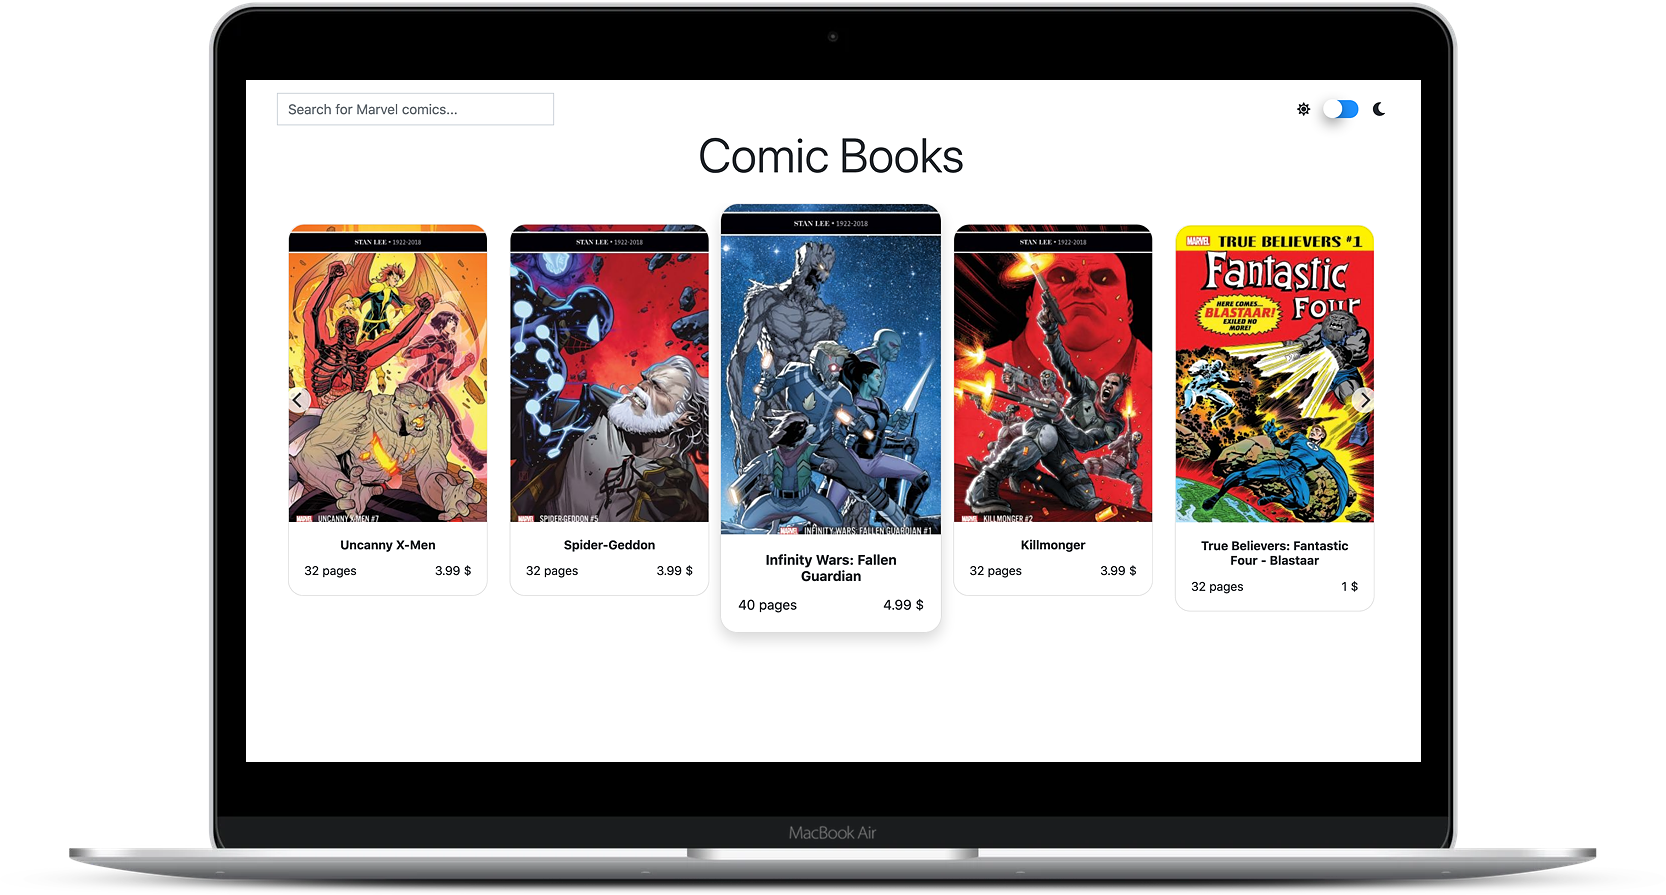 Search for Marvel comics...
Comic Books
STAN LEE • 1922-2018
MARVEL UNCANNY X-MEN #7
Uncanny X-Men
32 pages 3.99 $
STAN LEE • 1922-2018
MARVEL SPIDER-GEDDON #5
Spider-Geddon
32 pages 3.99 $
STAN LEE • 1922-2018
MARVEL INFINITY WARS: FALLEN GUARDIAN #1
Infinity Wars: Fallen
Guardian
40 pages 4.99 $
STAN LEE • 1922-2018
MARVEL KILLMONGER #2
Killmonger
32 pages 3.99 $
MARVEL TRUE BELIEVERS #1
Fantastic
Four
HERE COMES...
BLASTAAR!
EXILED NO
MORE!
True Believers: Fantastic
Four - Blastaar
32 pages 1 $
MacBook Air